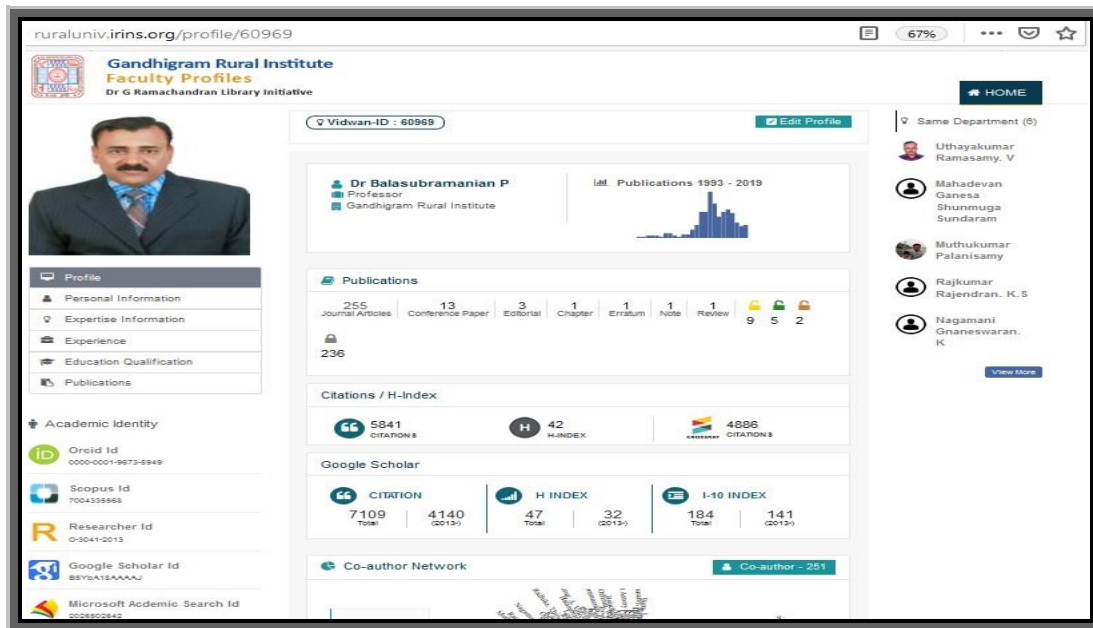 ruraluniv.irins.org/profile/60969
67%
Gandhigram Rural Institute
Faculty Profiles
Dr G Ramachandran Library Initiative
HOME
Vidwan-ID : 60969
Edit Profile
Dr Balasubramanian P
Professor
Gandhigram Rural Institute
Publications 1993 - 2019
Profile
Personal Information
Expertise Information
Experience
Education Qualification
Publications
Academic Identity
Orcid Id
0000-0001-9673-5949
Scopus Id
7004335568
Researcher Id
O-3041-2013
Google Scholar Id
Microsoft Acdemic Search Id
Publications
255 Journal Articles
13 Conference Paper
3 Editorial
1 Chapter
1 Erratum
1 Note
1 Review
9 5 2
236
Citations / H-Index
5841 CITATIONS
42 H-INDEX
4886 CITATIONS
Google Scholar
CITATION
7109 Total
4140 (2013-)
H INDEX
47 Total
32 (2013-)
I-10 INDEX
184 Total
141 (2013-)
Co-author Network
Co-author - 251
Same Department (6)
Uthayakumar
Ramasamy. V
Mahadevan
Ganesa
Shunmuga
Sundaram
Muthukumar
Palanisamy
Rajkumar
Rajendran. K.S
Nagamani
Gnaneswaran.
K
View More